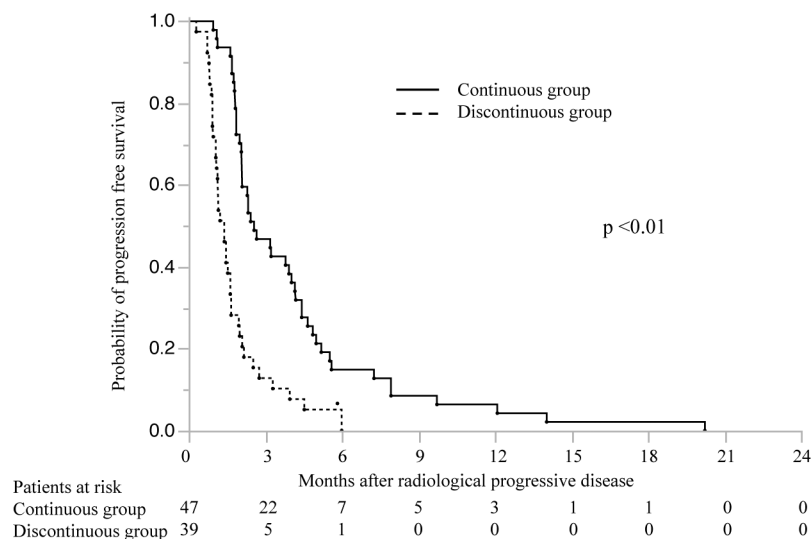 1.0
0.8
0.6
0.4
0.2
0.0
Probability of progression free survival
Continuous group
Discontinuous group
p <0.01
0 3 6 9 12 15 18 21 24
Months after radiological progressive disease
Patients at risk
Continuous group 47 22 7 5 3 1 1 0 0
Discontinuous group 39 5 1 0 0 0 0 0 0